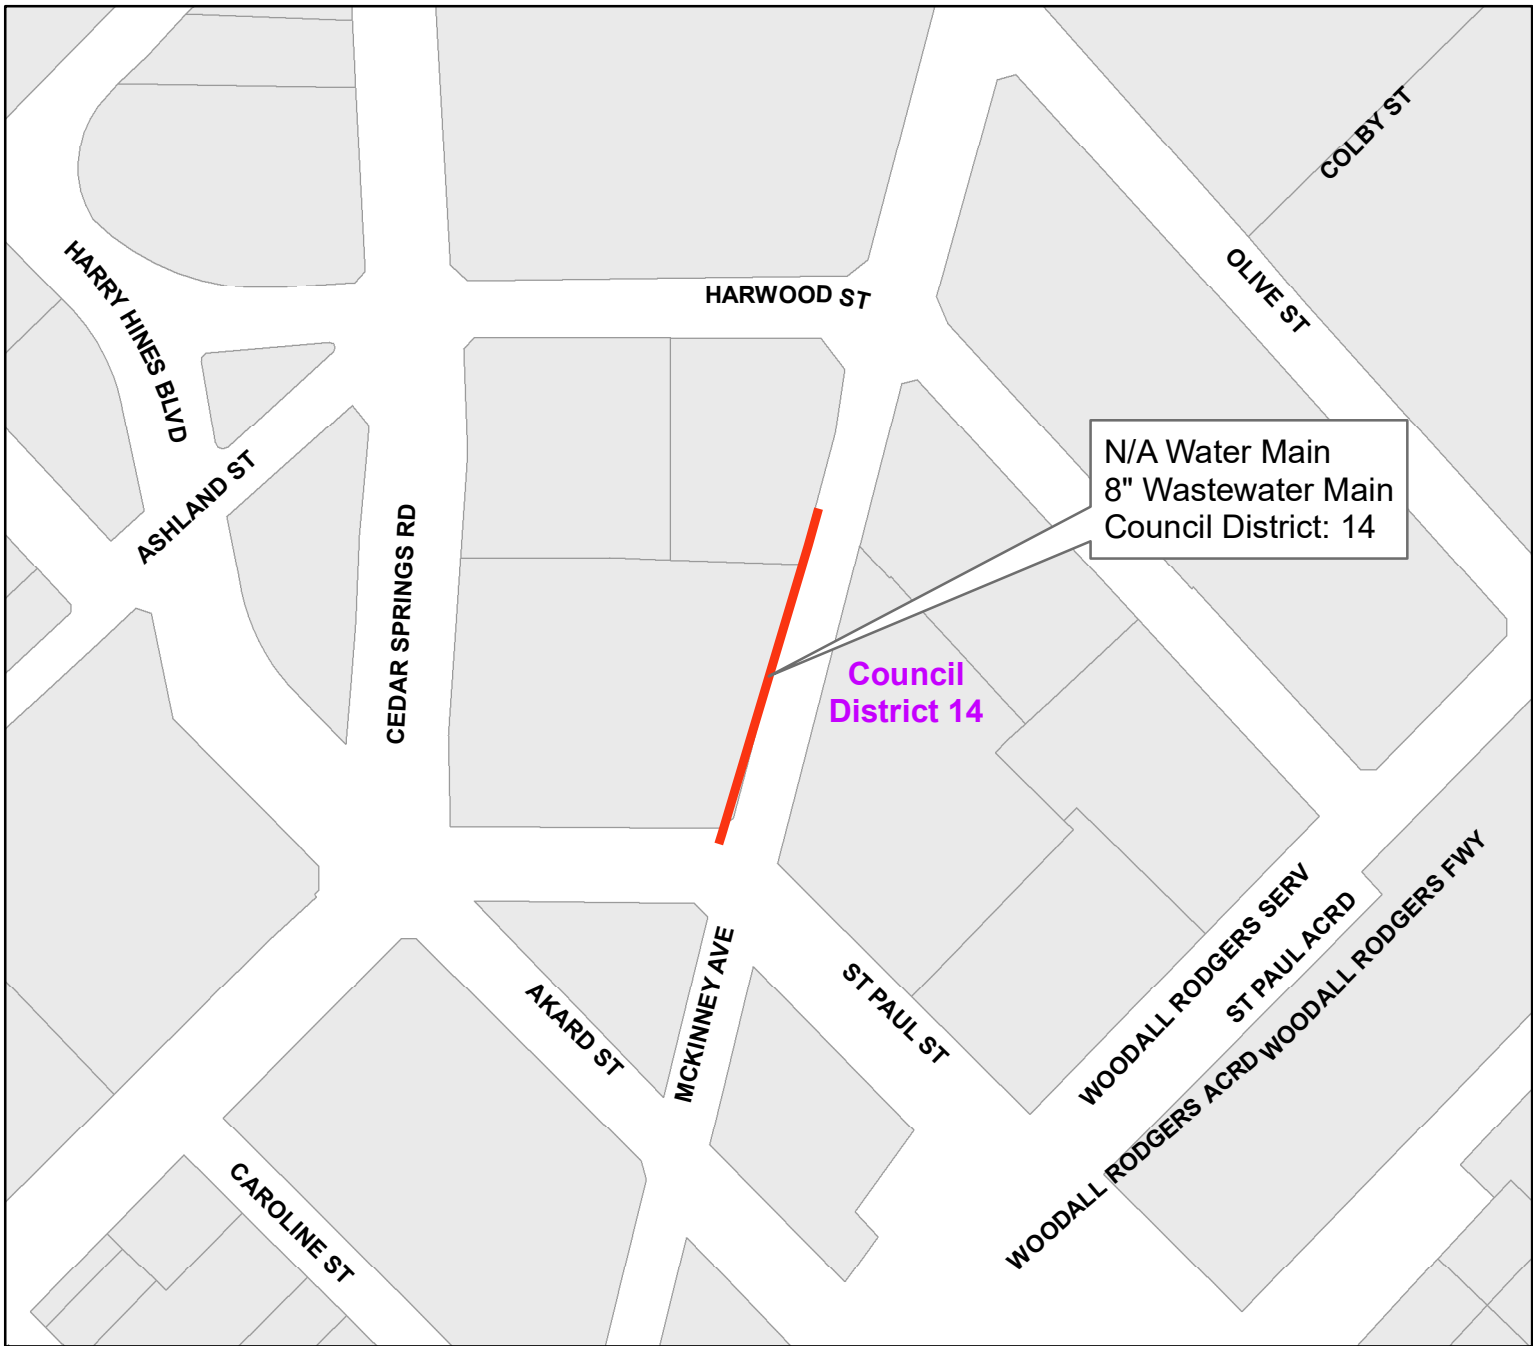 COLBY ST
HARRY HINES BLVD
OLIVE ST
HARWOOD ST
N/A Water Main
8" Wastewater Main
Council District: 14
ASHLAND ST
CEDAR SPRINGS RD
Council
District 14
WOODALL RODGERS SERV
ST PAUL ACRD
WOODALL RODGERS FWY
MCKINNEY AVE
ST PAUL ST
AKARD ST
WOODALL RODGERS ACRD
CAROLINE ST